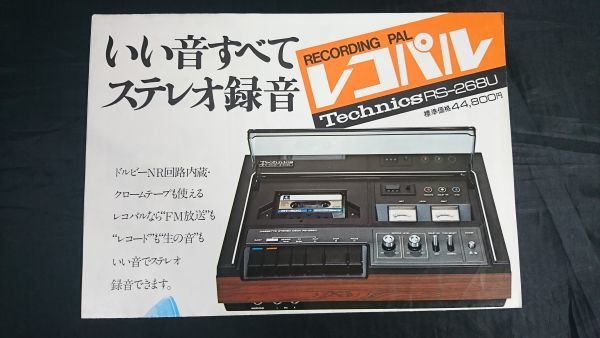 いい音すべて
ステレオ録音
RECORDING PAL
レコパル
Technics RS-268U
標準価格44,800円
ドルビーNR回路内蔵・
クロームテープも使える
レコパルなら“FM放送”も
“レコード”も“生の音”も
いい音でステレオ
録音できます。